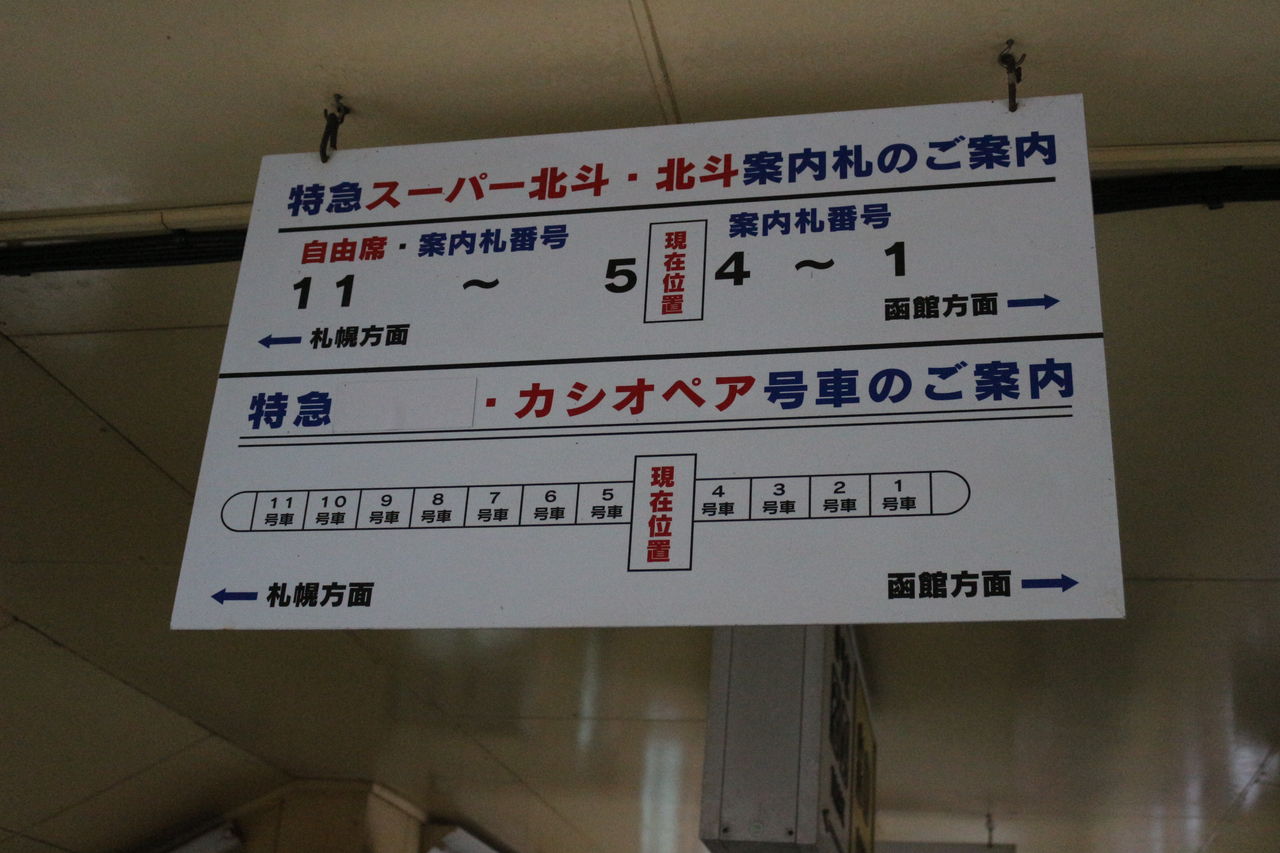 特急スーパー北斗・北斗案内札のご案内
自由席・案内札番号
11 ～ 5
現在位置
案内札番号
4 ～ 1
←札幌方面
函館方面→
特急 ・カシオペア号車のご案内
11号車 10号車 9号車 8号車 7号車 6号車 5号車 現在位置 4号車 3号車 2号車 1号車
←札幌方面
函館方面→